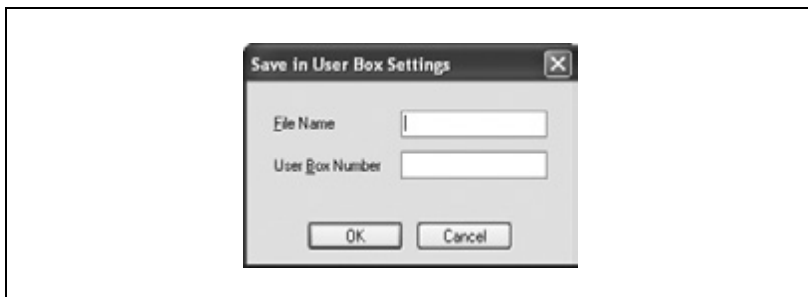 Save in User Box Settings
File Name
User Box Number
OK
Cancel